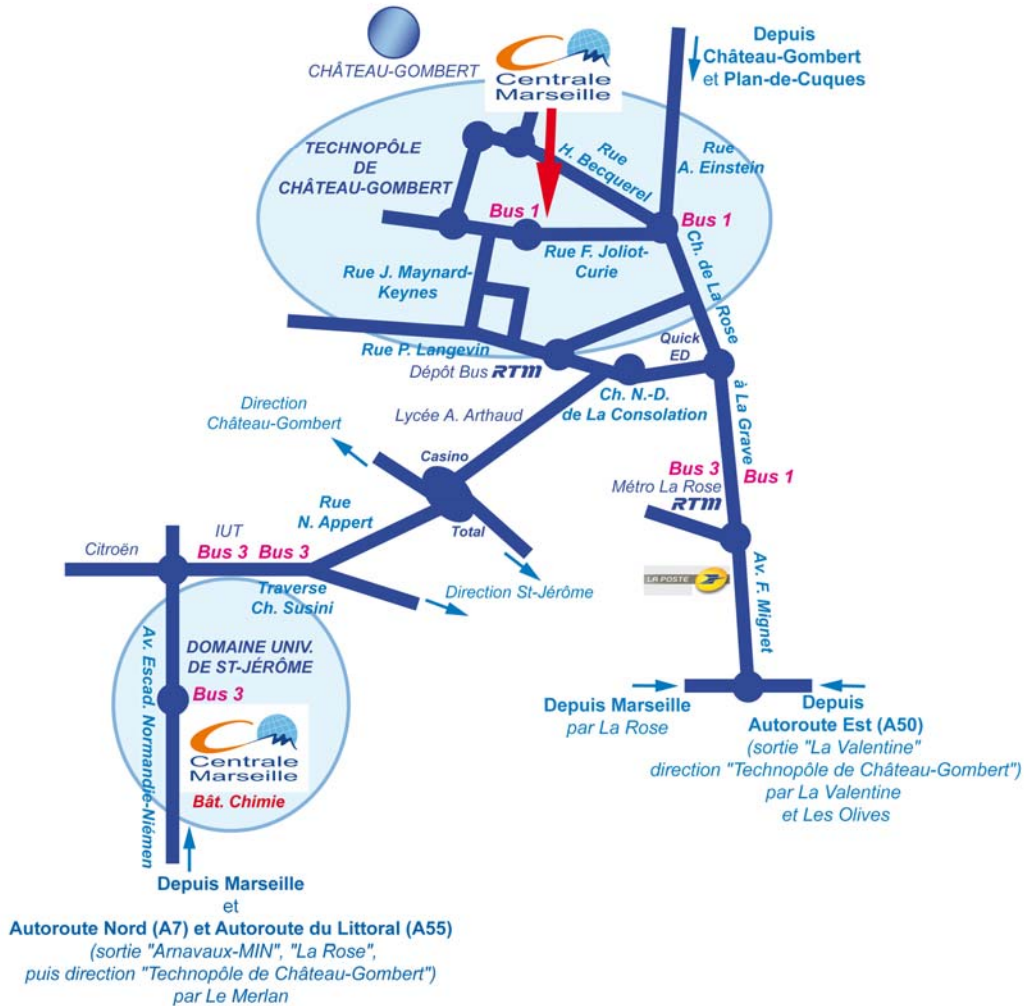 CHÂTEAU-GOMBERT
Centrale
Marseille
Depuis
Château-Gombert
et Plan-de-Cuques
TECHNOPÔLE
DE
CHÂTEAU-GOMBERT
Rue
H. Becquerel
Rue
A. Einstein
Bus 1
Bus 1
Rue F. Joliot-
Curie
Ch. de La Rose
à La Grave
Rue J. Maynard-
Keynes
Rue P. Langevin
Quick
ED
Dépôt Bus RTM
Ch. N.-D.
de La Consolation
Direction
Château-Gombert
Lycée A. Arthaud
Casino
Bus 3
Bus 1
Métro La Rose
RTM
Rue
N. Appert
Total
Citroën
IUT
Bus 3
Bus 3
Traverse
Ch. Susini
Direction St-Jérôme
LA POSTE
Av. F. Mignet
Av. Escad. Normandie-Niémen
DOMAINE UNIV.
DE ST-JÉRÔME
Bus 3
Centrale
Marseille
Bât. Chimie
Depuis Marseille
par La Rose
Depuis
Autoroute Est (A50)
(sortie "La Valentine"
direction "Technopôle de Château-Gombert")
par La Valentine
et Les Olives
Depuis Marseille
et
Autoroute Nord (A7) et Autoroute du Littoral (A55)
(sortie "Arnavaux-MIN", "La Rose",
puis direction "Technopôle de Château-Gombert")
par Le Merlan